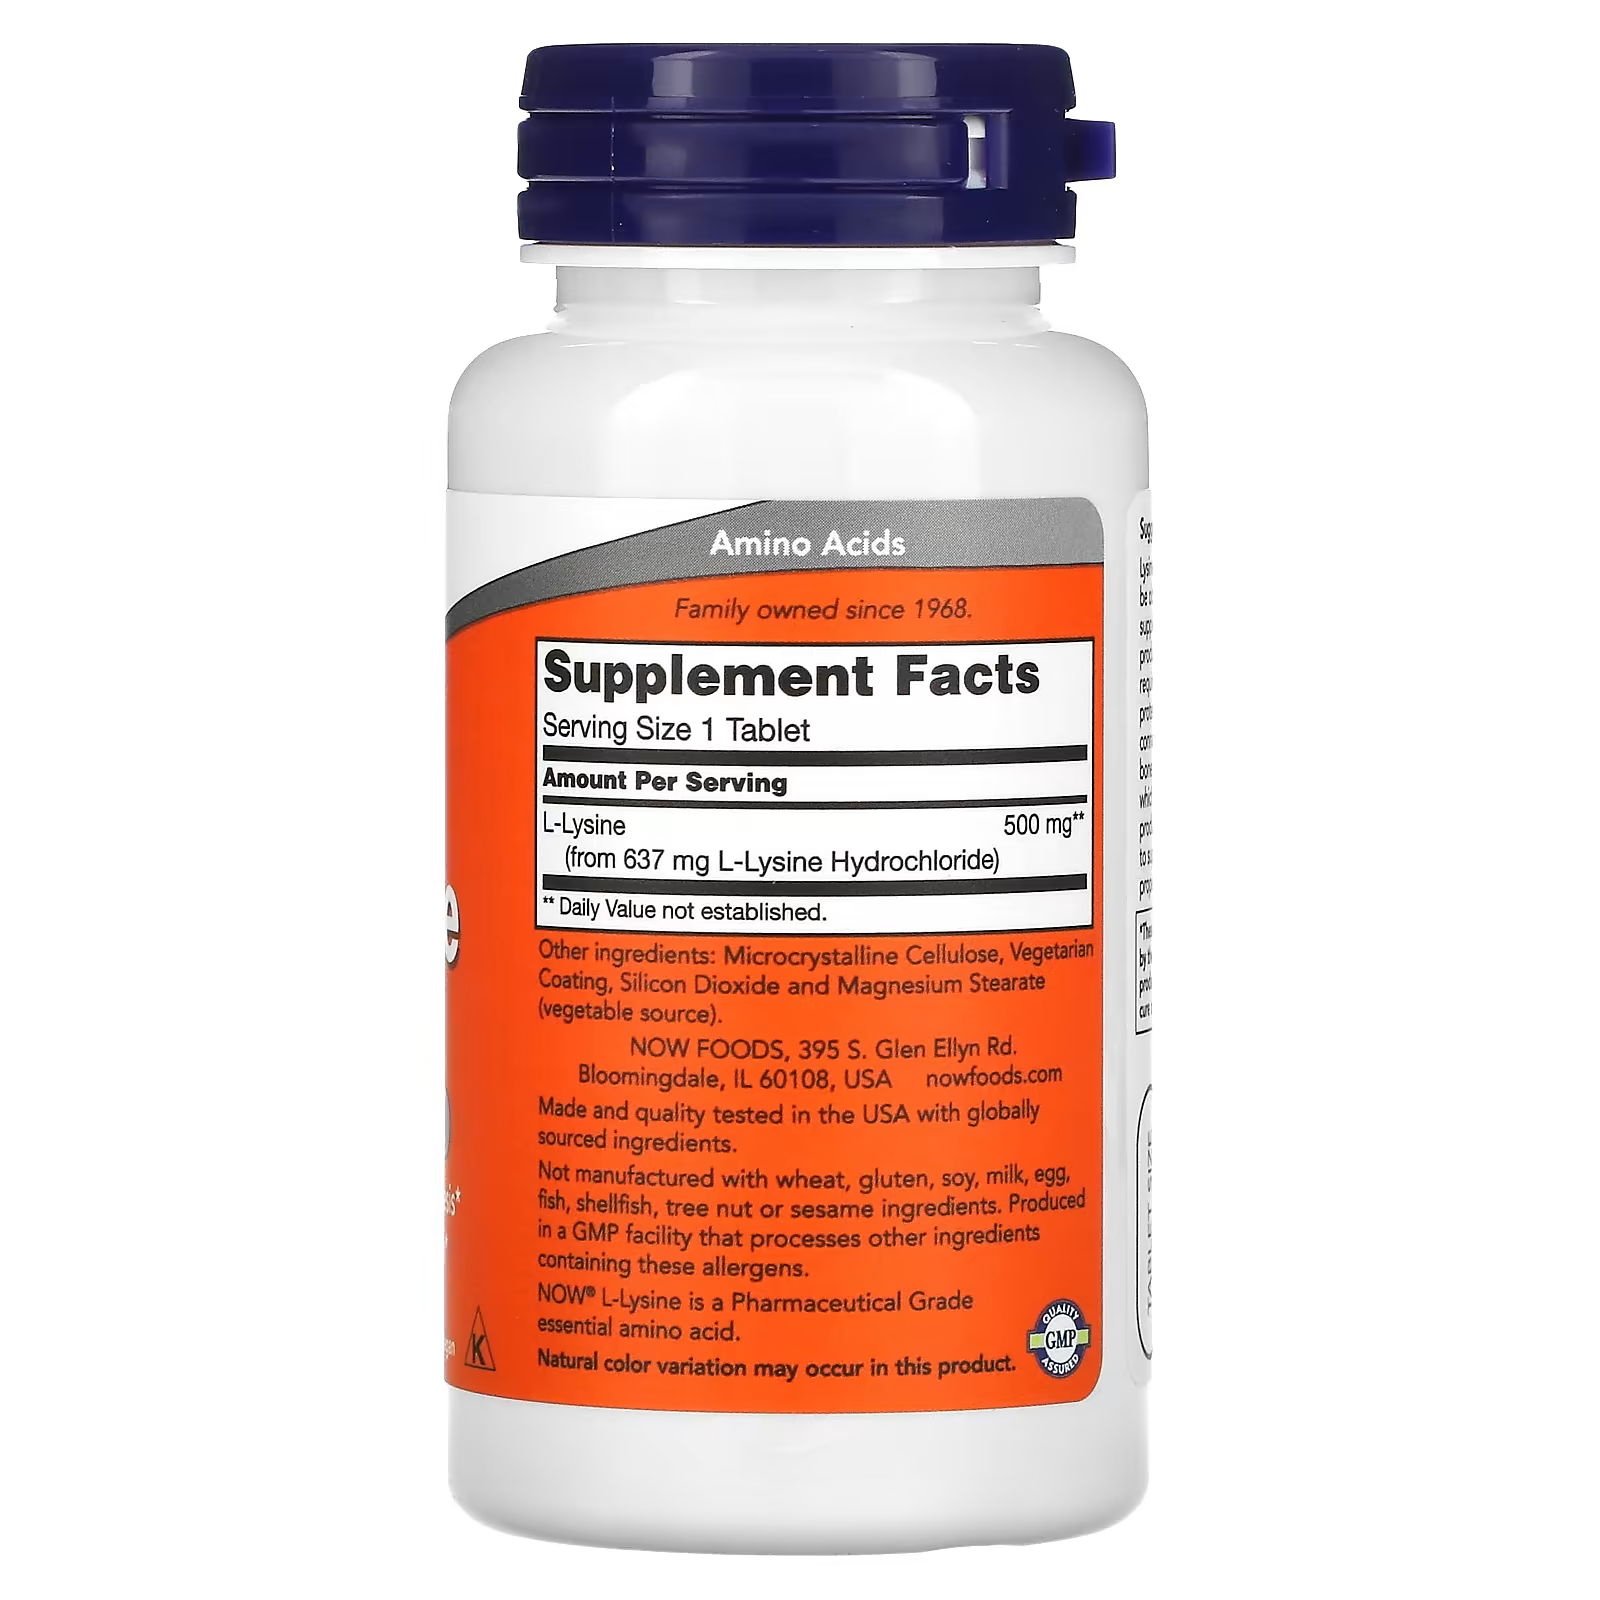 Amino Acids
Family owned since 1968.
Supplement Facts
Serving Size 1 Tablet
Amount Per Serving
L-Lysine 500 mg**
(from 637 mg L-Lysine Hydrochloride)
** Daily Value not established.
Other ingredients: Microcrystalline Cellulose, Vegetarian
Coating, Silicon Dioxide and Magnesium Stearate
(vegetable source).
NOW FOODS, 395 S. Glen Ellyn Rd.
Bloomingdale, IL 60108, USA nowfoods.com
Made and quality tested in the USA with globally
sourced ingredients.
Not manufactured with wheat, gluten, soy, milk, egg,
fish, shellfish, tree nut or sesame ingredients. Produced
in a GMP facility that processes other ingredients
containing these allergens.
NOW® L-Lysine is a Pharmaceutical Grade
essential amino acid.
Natural color variation may occur in this product.
QUALITY
GMP
ASSURED
K
TABLET SIZE